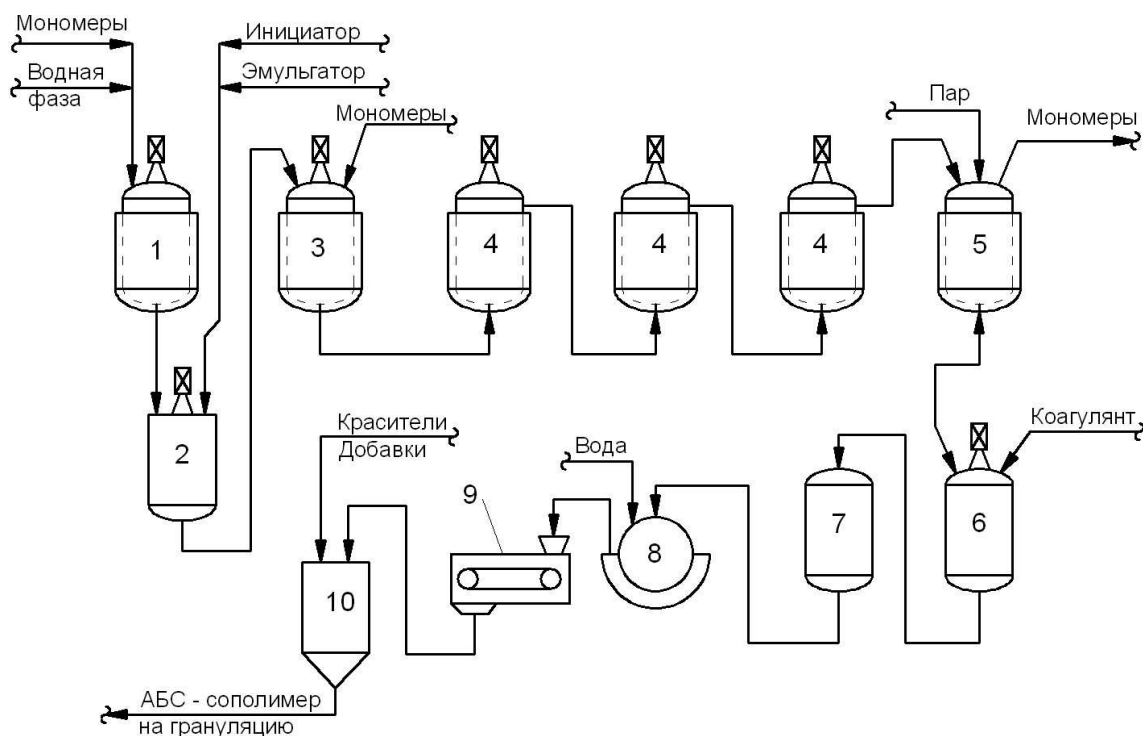 Мономеры
Инициатор
Водная
фаза
Эмульгатор
Мономеры
Пар
Мономеры
1
3
4
4
4
5
2
Красители
Добавки
Вода
Коагулянт
9
8
7
6
10
АБС - сополимер
на грануляцию